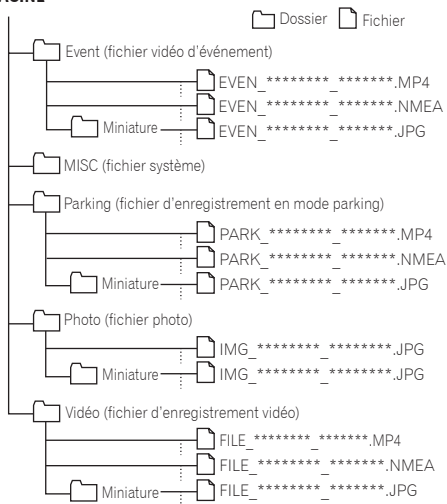 Dossier Fichier
Event (fichier vidéo d'événement)
EVEN_********_*******.MP4
EVEN_********_*******.NMEA
Miniature EVEN_********_*******.JPG
MISC (fichier système)
Parking (fichier d'enregistrement en mode parking)
PARK_********_*******.MP4
PARK_********_*******.NMEA
Miniature PARK_********_*******.JPG
Photo (fichier photo)
IMG_********_*******.JPG
Miniature IMG_********_*******.JPG
Vidéo (fichier d'enregistrement vidéo)
FILE_********_*******.MP4
FILE_********_*******.NMEA
Miniature FILE_********_*******.JPG